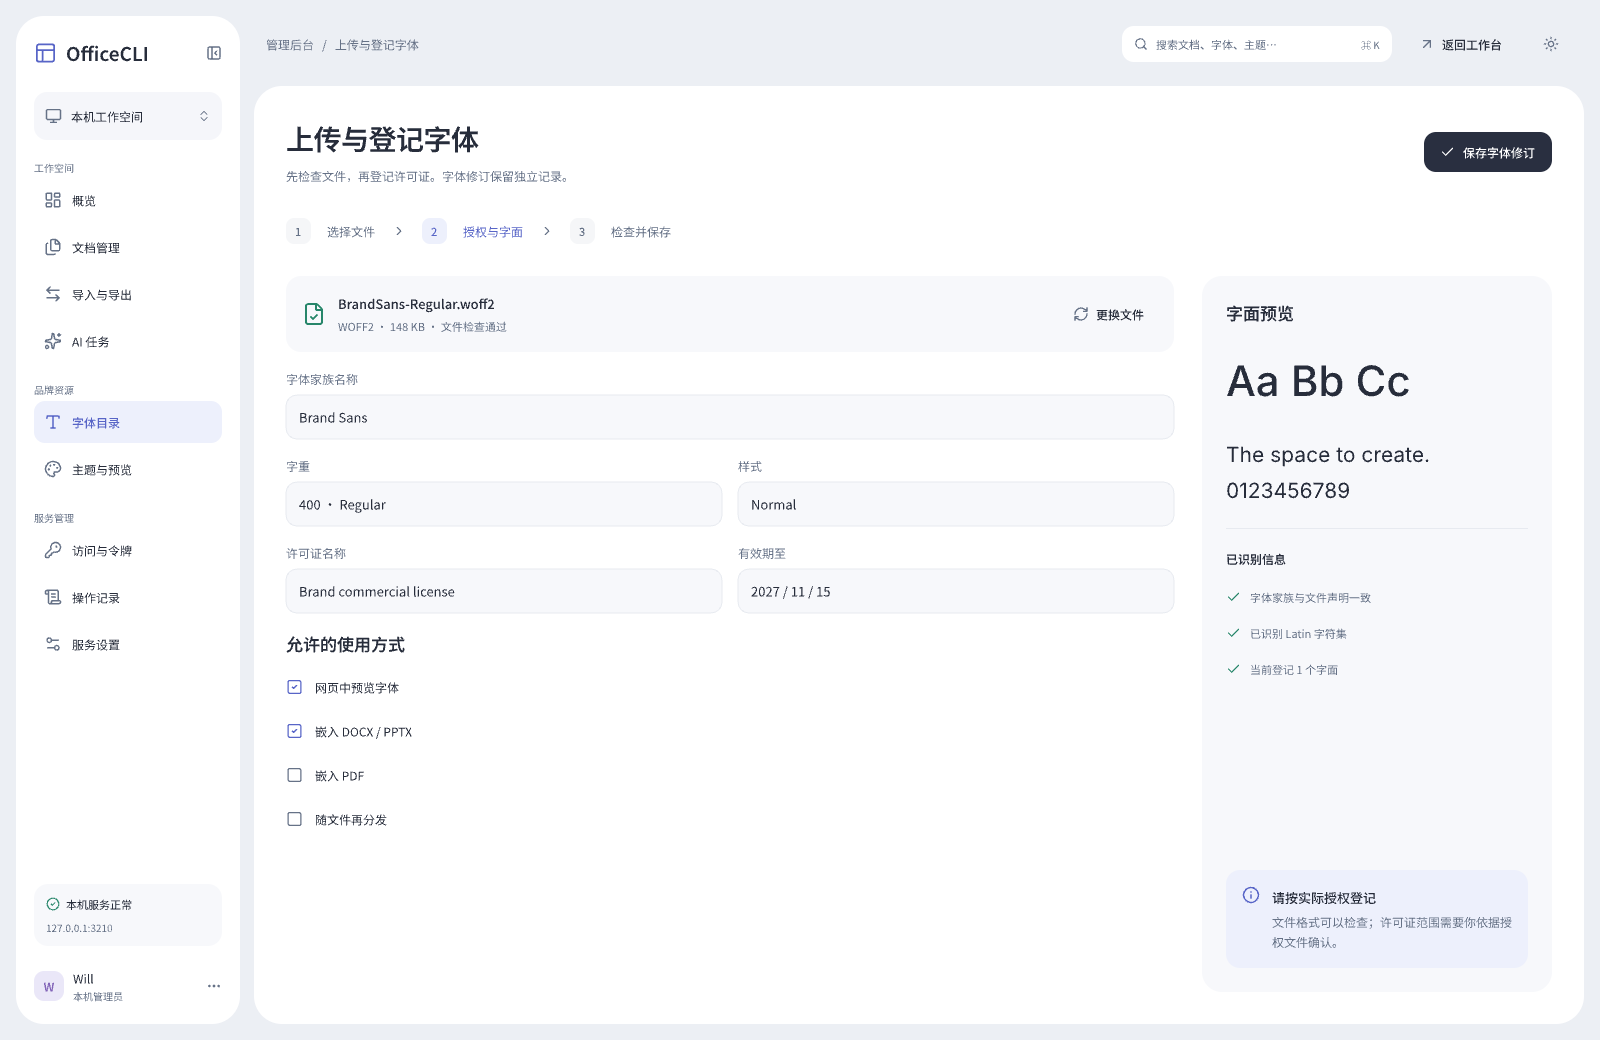 OfficeCLI
本机工作空间
工作空间
概览
文档管理
导入与导出
AI 任务
品牌资源
字体目录
主题与预览
服务管理
访问与令牌
操作记录
服务设置
本机服务正常
127.0.0.1:3210
W
Will
本机管理员
管理后台 / 上传与登记字体
搜索文档、字体、主题… ⌘ K
返回工作台
上传与登记字体
先检查文件，再登记许可证。字体修订保留独立记录。
保存字体修订
1 选择文件
2 授权与字面
3 检查并保存
BrandSans-Regular.woff2
WOFF2 · 148 KB · 文件检查通过
更换文件
字体家族名称
Brand Sans
字重
400 · Regular
样式
Normal
许可证名称
Brand commercial license
有效期至
2027 / 11 / 15
允许的使用方式
网页中预览字体
嵌入 DOCX / PPTX
嵌入 PDF
随文件再分发
字面预览
Aa Bb Cc
The space to create.
0123456789
已识别信息
字体家族与文件声明一致
已识别 Latin 字符集
当前登记 1 个字面
请按实际授权登记
文件格式可以检查；许可证范围需要你依据授
权文件确认。